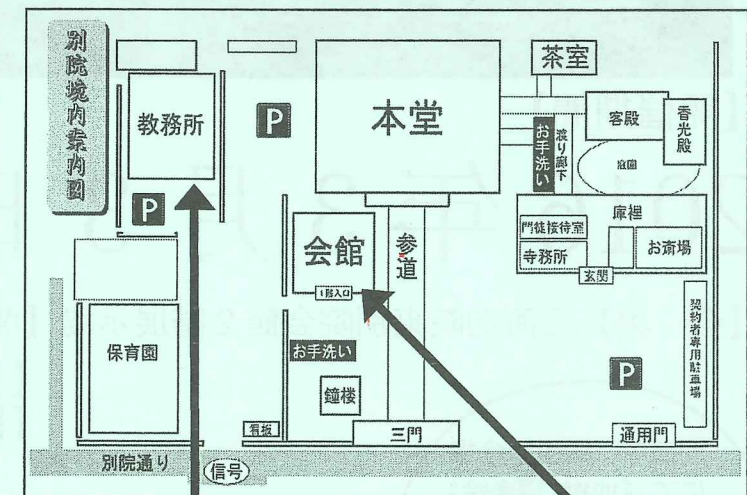 別院境内案内図
教務所
P
本堂
茶室
客殿
香光殿
お手洗い
渡り廊下
庭園
P
庫裡
門徒接待室
寺務所
お斎場
玄関
会館
1階入口
参道
保育園
お手洗い
鐘楼
P
契約者専用駐車場
看板
三門
通用門
別院通り
信号